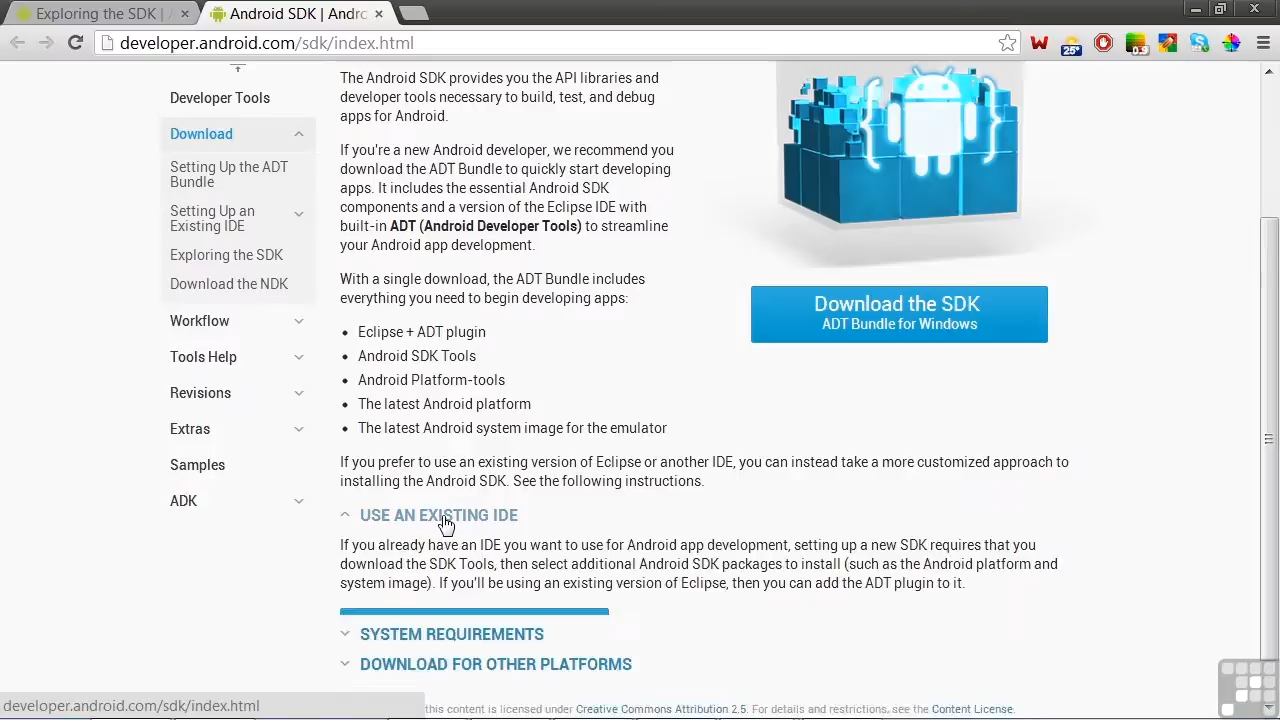 Exploring the SDK |
Android SDK | Andro
developer.android.com/sdk/index.html
W
25°
0.9
Developer Tools
Download
Setting Up the ADT
Bundle
Setting Up an
Existing IDE
Exploring the SDK
Download the NDK
Workflow
Tools Help
Revisions
Extras
Samples
ADK
The Android SDK provides you the API libraries and
developer tools necessary to build, test, and debug
apps for Android.
If you're a new Android developer, we recommend you
download the ADT Bundle to quickly start developing
apps. It includes the essential Android SDK
components and a version of the Eclipse IDE with
built-in ADT (Android Developer Tools) to streamline
your Android app development.
With a single download, the ADT Bundle includes
everything you need to begin developing apps:
• Eclipse + ADT plugin
• Android SDK Tools
• Android Platform-tools
• The latest Android platform
• The latest Android system image for the emulator
Download the SDK
ADT Bundle for Windows
If you prefer to use an existing version of Eclipse or another IDE, you can instead take a more customized approach to
installing the Android SDK. See the following instructions.
USE AN EXISTING IDE
If you already have an IDE you want to use for Android app development, setting up a new SDK requires that you
download the SDK Tools, then select additional Android SDK packages to install (such as the Android platform and
system image). If you'll be using an existing version of Eclipse, then you can add the ADT plugin to it.
SYSTEM REQUIREMENTS
DOWNLOAD FOR OTHER PLATFORMS
developer.android.com/sdk/index.html
this content is licensed under Creative Commons Attribution 2.5. For details and restrictions, see the Content License.